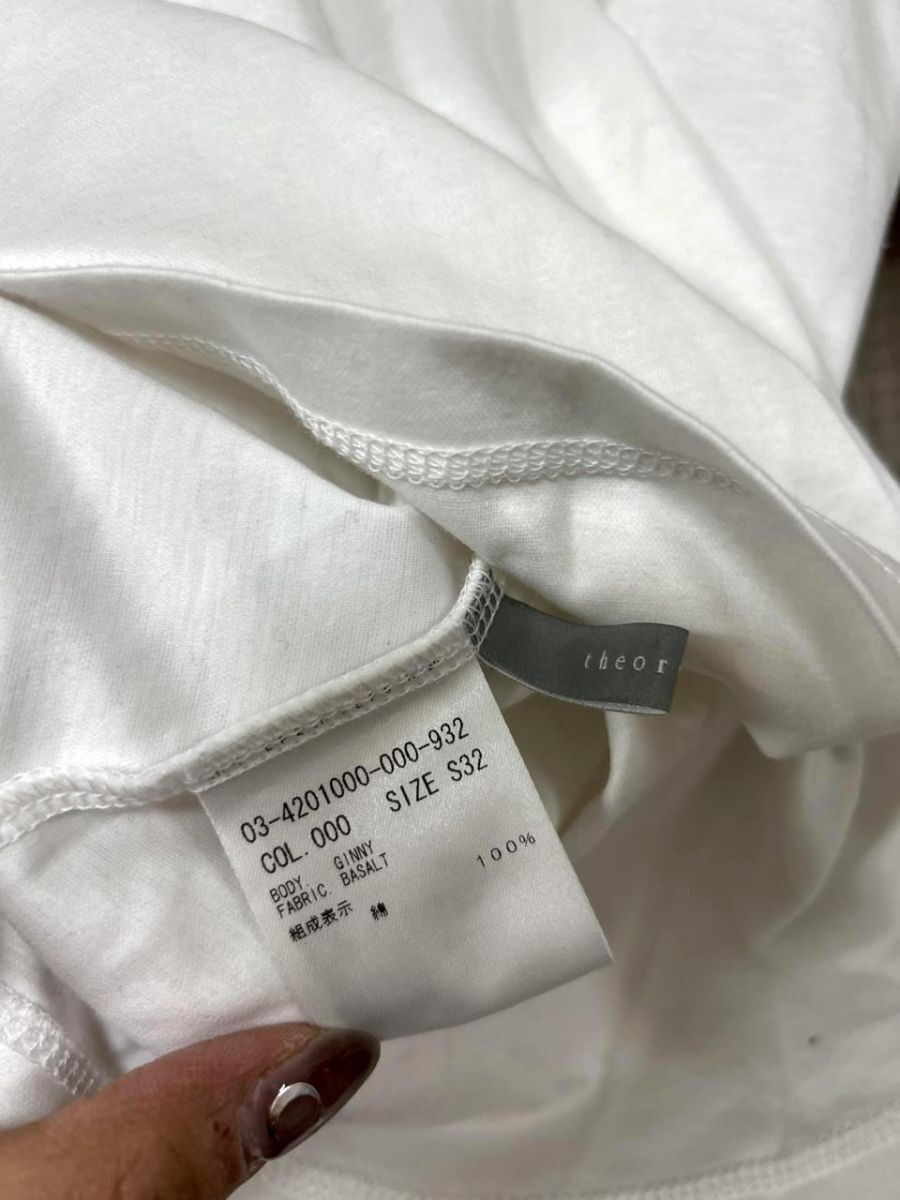 theor
03-4201000-000-932
COL.000 SIZE S32
BODY. GINNY
FABRIC. BASALT
組成表示 綿 100%